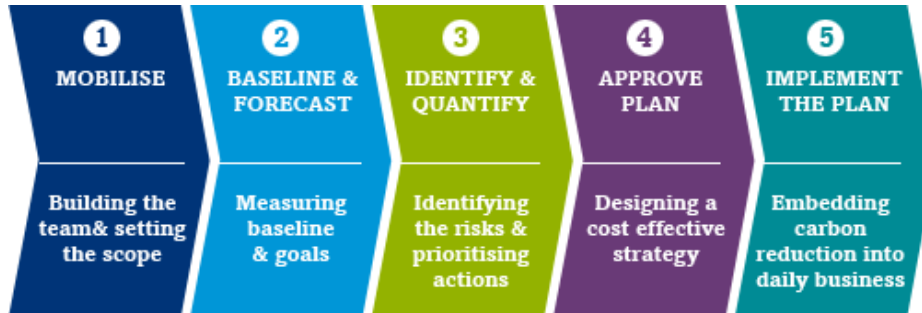 1
MOBILISE
Building the
team& setting
the scope
2
BASELINE &
FORECAST
Measuring
baseline
& goals
3
IDENTIFY &
QUANTIFY
Identifying
the risks &
prioritising
actions
4
APPROVE
PLAN
Designing a
cost effective
strategy
5
IMPLEMENT
THE PLAN
Embedding
carbon
reduction into
daily business